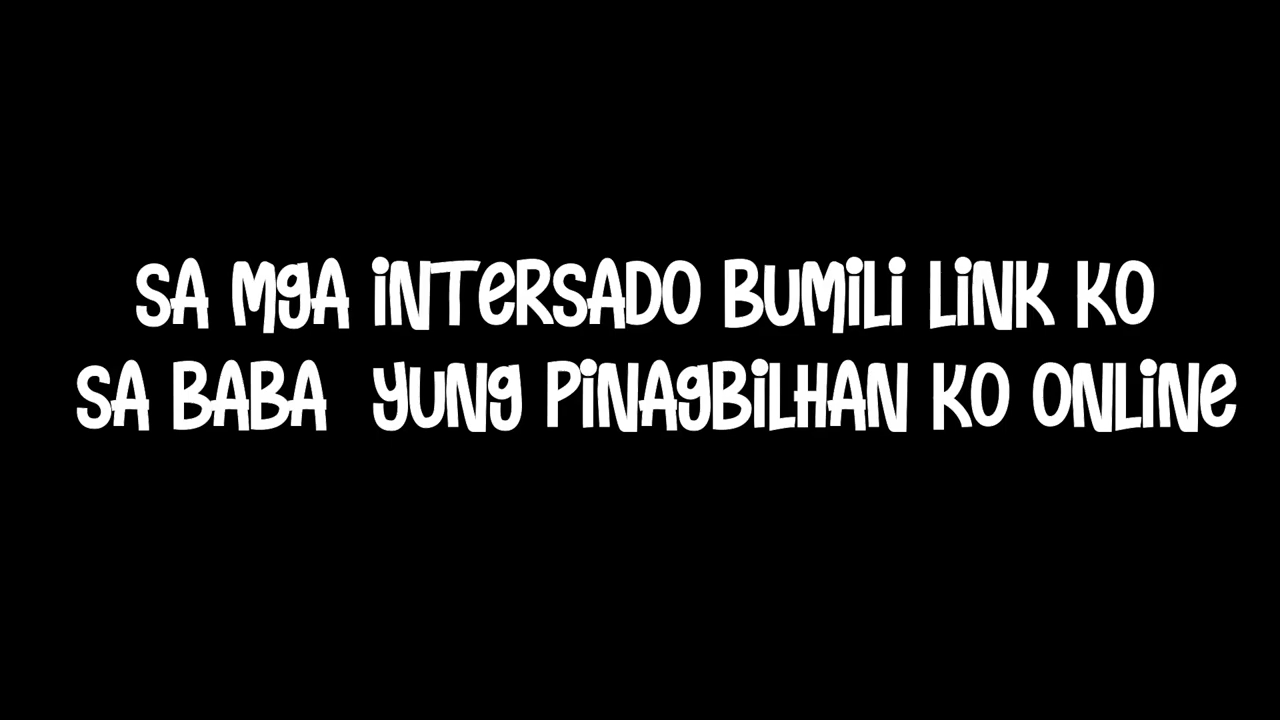 SA MGA INTERSADO BUMILI LINK KO
SA BABA YUNG PINAGBILHAN KO ONLINE